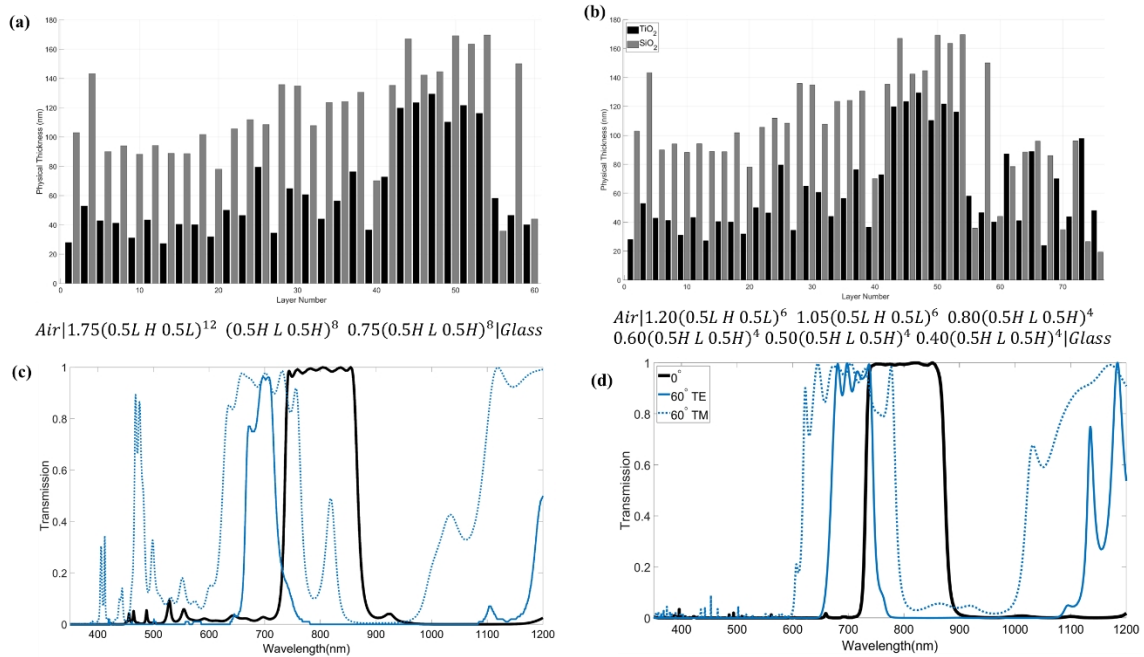 (a)
180
160
140
120
100
80
60
40
20
0
Physical Thickness (nm)
0 10 20 30 40 50 60
Layer Number
Air|1.75(0.5L H 0.5L)^12 (0.5H L 0.5H)^8 0.75(0.5H L 0.5H)^8|Glass
(b)
TiO2
SiO2
180
160
140
120
100
80
60
40
20
0
Physical Thickness (nm)
0 10 20 30 40 50 60 70
Layer Number
Air|1.20(0.5L H 0.5L)^6 1.05(0.5L H 0.5L)^6 0.80(0.5H L 0.5H)^4
0.60(0.5H L 0.5H)^4 0.50(0.5H L 0.5H)^4 0.40(0.5H L 0.5H)^4|Glass
(c)
1
0.8
0.6
0.4
0.2
0
Transmission
400 500 600 700 800 900 1000 1100 1200
Wavelength(nm)
(d)
0°
60° TE
60° TM
1
0.8
0.6
0.4
0.2
0
Transmission
400 500 600 700 800 900 1000 1100 1200
Wavelength(nm)